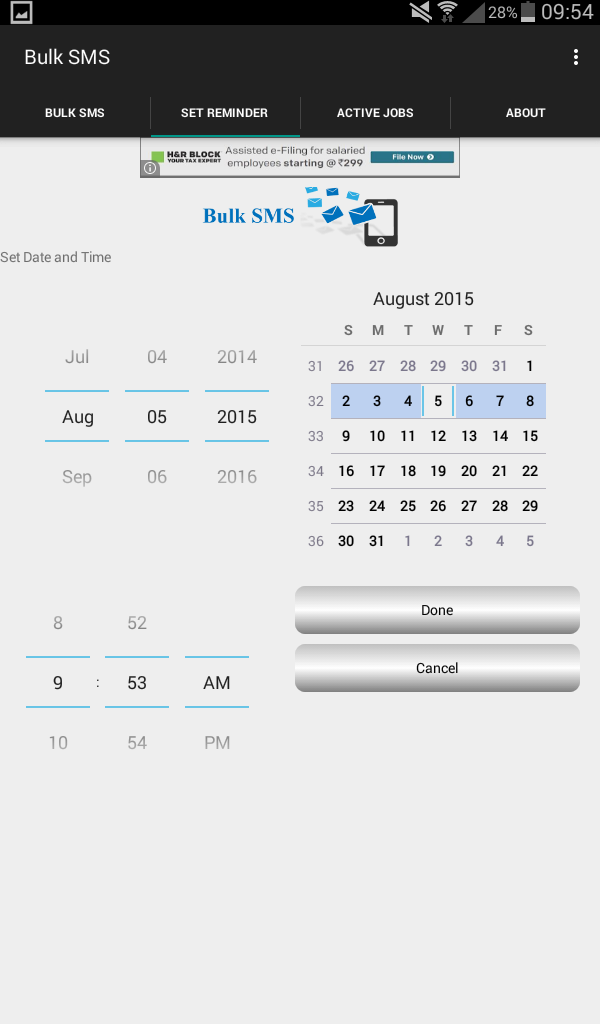 28% 09:54
Bulk SMS
BULK SMS SET REMINDER ACTIVE JOBS ABOUT
H&R BLOCK
YOUR TAX EXPERT
Assisted e-Filing for salaried
employees starting @ ₹299
File Now
Bulk SMS
Set Date and Time
Jul 04 2014
Aug 05 2015
Sep 06 2016
August 2015
S M T W T F S
31 26 27 28 29 30 31 1
32 2 3 4 5 6 7 8
33 9 10 11 12 13 14 15
34 16 17 18 19 20 21 22
35 23 24 25 26 27 28 29
36 30 31 1 2 3 4 5
8 52
9 : 53 AM
10 54 PM
Done
Cancel